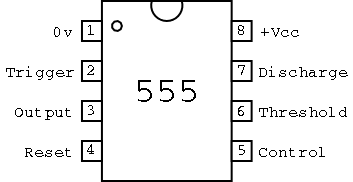 0v 1 8 +Vcc
Trigger 2 7 Discharge
555
Output 3 6 Threshold
Reset 4 5 Control